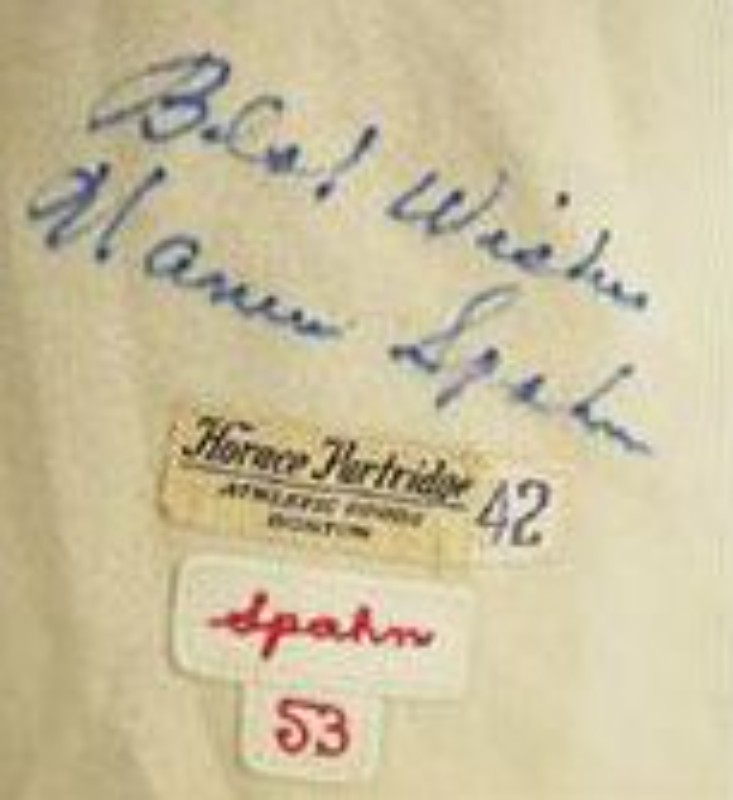 Best Wishes
Warren Spahn
Horace Partridge 42
ATHLETIC GOODS
BOSTON
Spahn
53